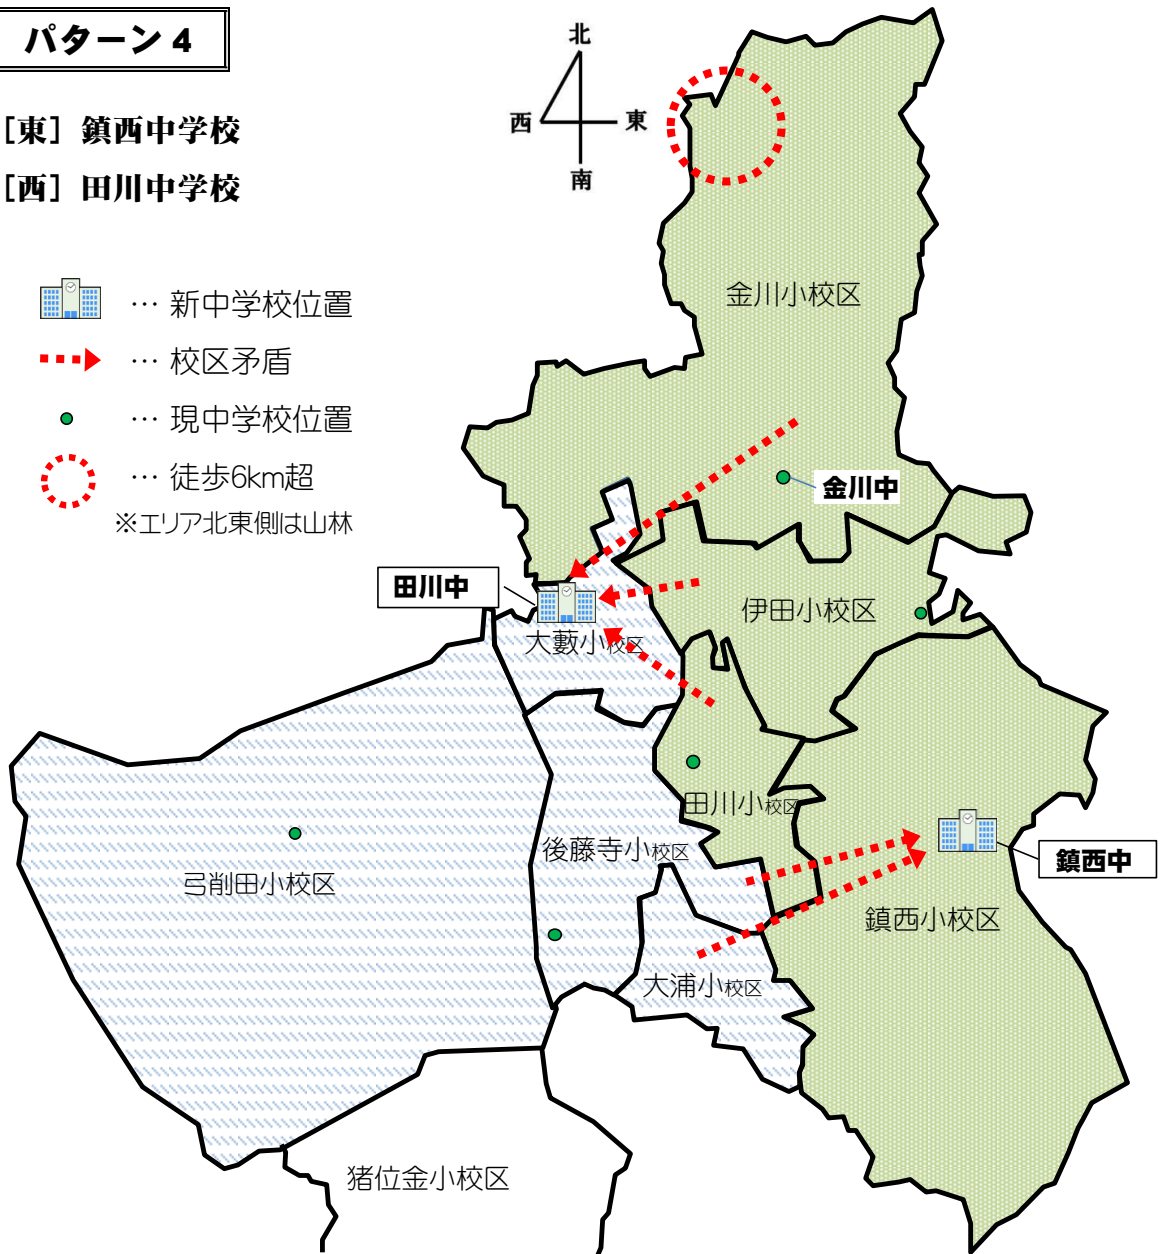 パターン４
北
西
東
南
［東］鎮西中学校
［西］田川中学校
… 新中学校位置
… 校区矛盾
… 現中学校位置
… 徒歩6km超
※エリア北東側は山林
金川小校区
金川中
田川中
伊田小校区
大藪小校区
田川小校区
後藤寺小校区
弓削田小校区
鎮西中
鎮西小校区
大浦小校区
猪位金小校区